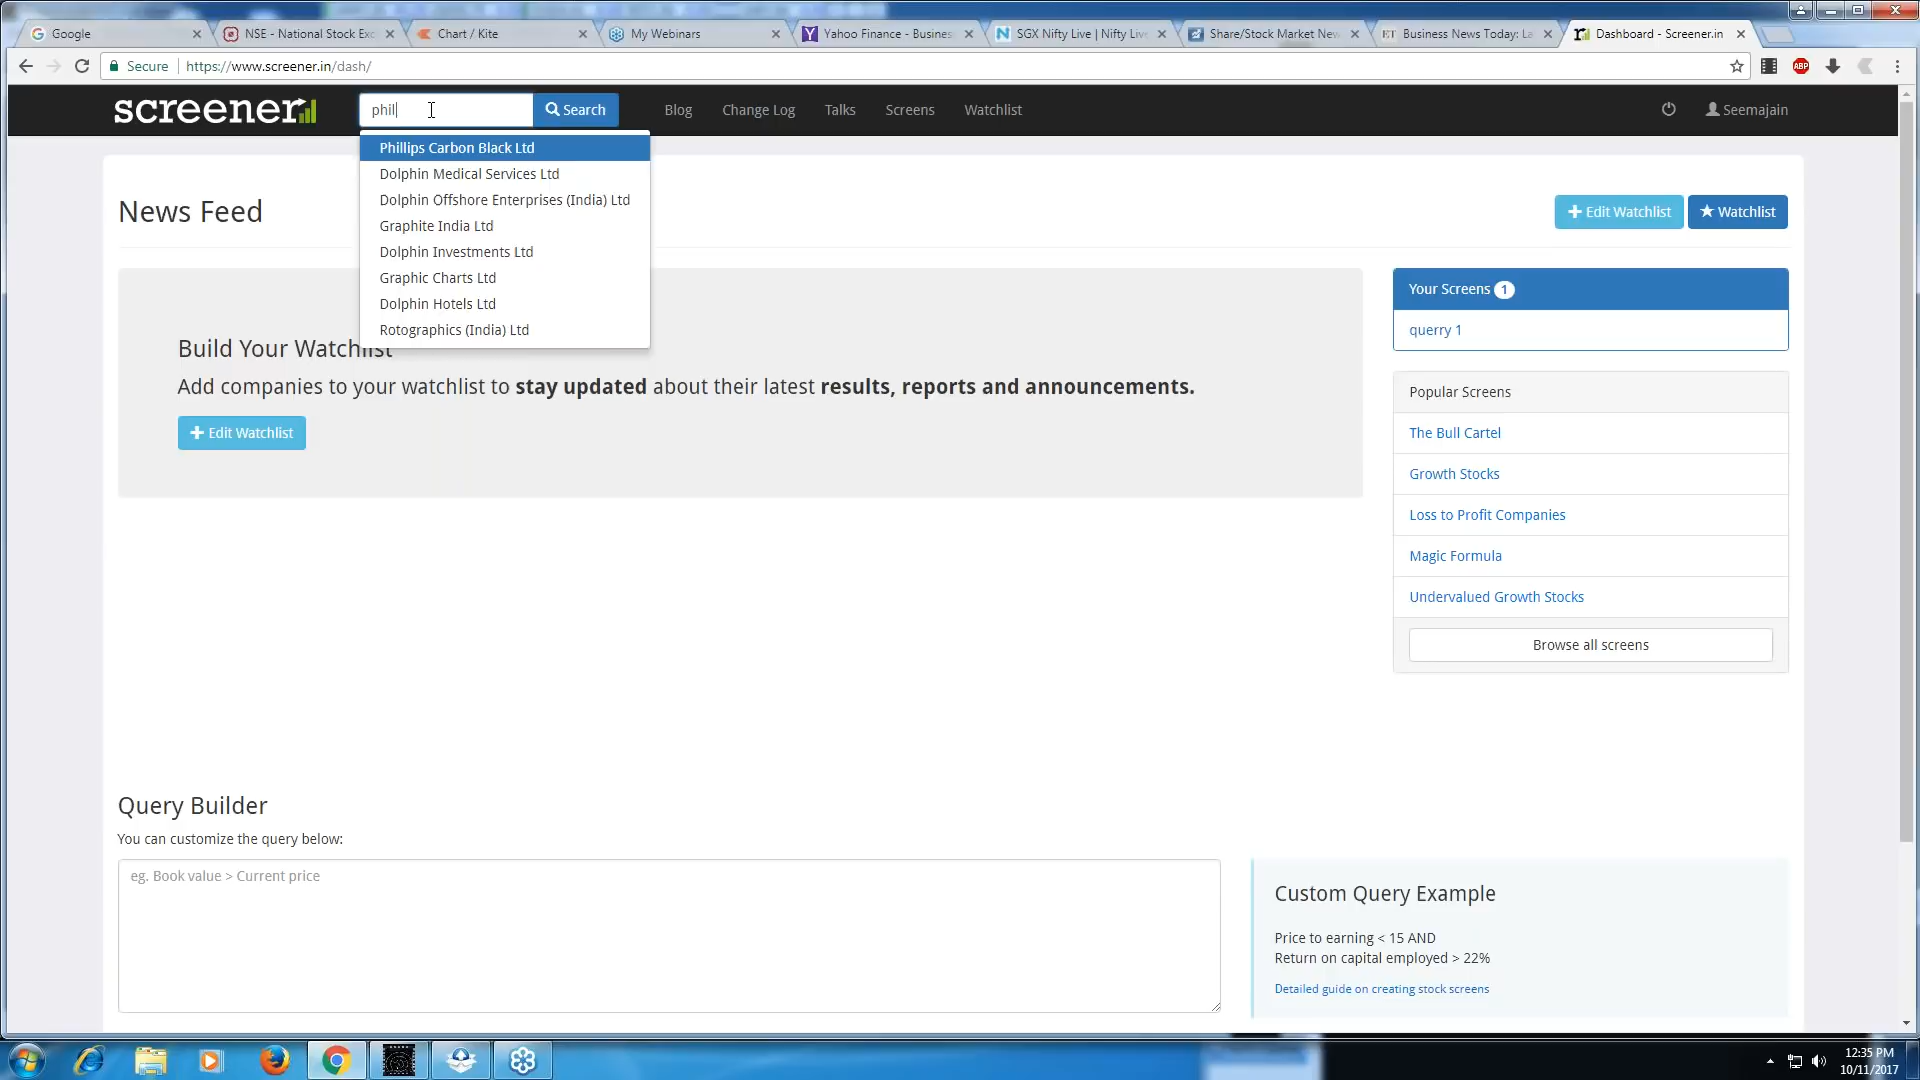 Google
NSE - National Stock Exc
Chart / Kite
My Webinars
Yahoo Finance - Busines
SGX Nifty Live | Nifty Liv
Share/Stock Market New
ET Business News Today: La
Dashboard - Screener.in
Secure https://www.screener.in/dash/
ABP
screener
phil
Search
Blog
Change Log
Talks
Screens
Watchlist
Seemajain
Phillips Carbon Black Ltd
Dolphin Medical Services Ltd
Dolphin Offshore Enterprises (India) Ltd
Graphite India Ltd
Dolphin Investments Ltd
Graphic Charts Ltd
Dolphin Hotels Ltd
Rotographics (India) Ltd
News Feed
Edit Watchlist
Watchlist
Build Your Watchlist
Add companies to your watchlist to stay updated about their latest results, reports and announcements.
Edit Watchlist
Your Screens 1
querry 1
Popular Screens
The Bull Cartel
Growth Stocks
Loss to Profit Companies
Magic Formula
Undervalued Growth Stocks
Browse all screens
Query Builder
You can customize the query below:
eg. Book value > Current price
Custom Query Example
Price to earning < 15 AND
Return on capital employed > 22%
Detailed guide on creating stock screens
12:35 PM
10/11/2017